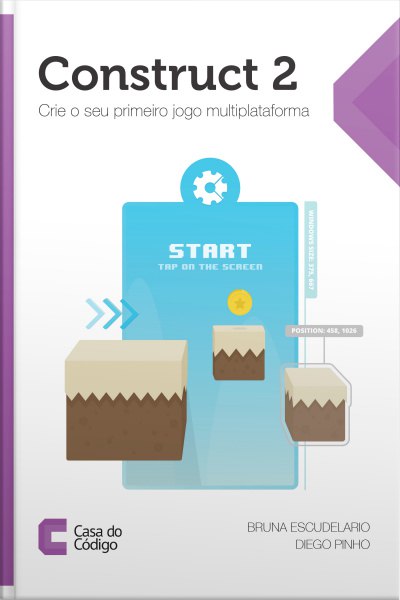 Construct 2
Crie o seu primeiro jogo multiplataforma
START
TAP ON THE SCREEN
WINDOWS SIZE: 375, 667
POSITION: 458, 1026
Casa do
Código
BRUNA ESCUDELARIO
DIEGO PINHO